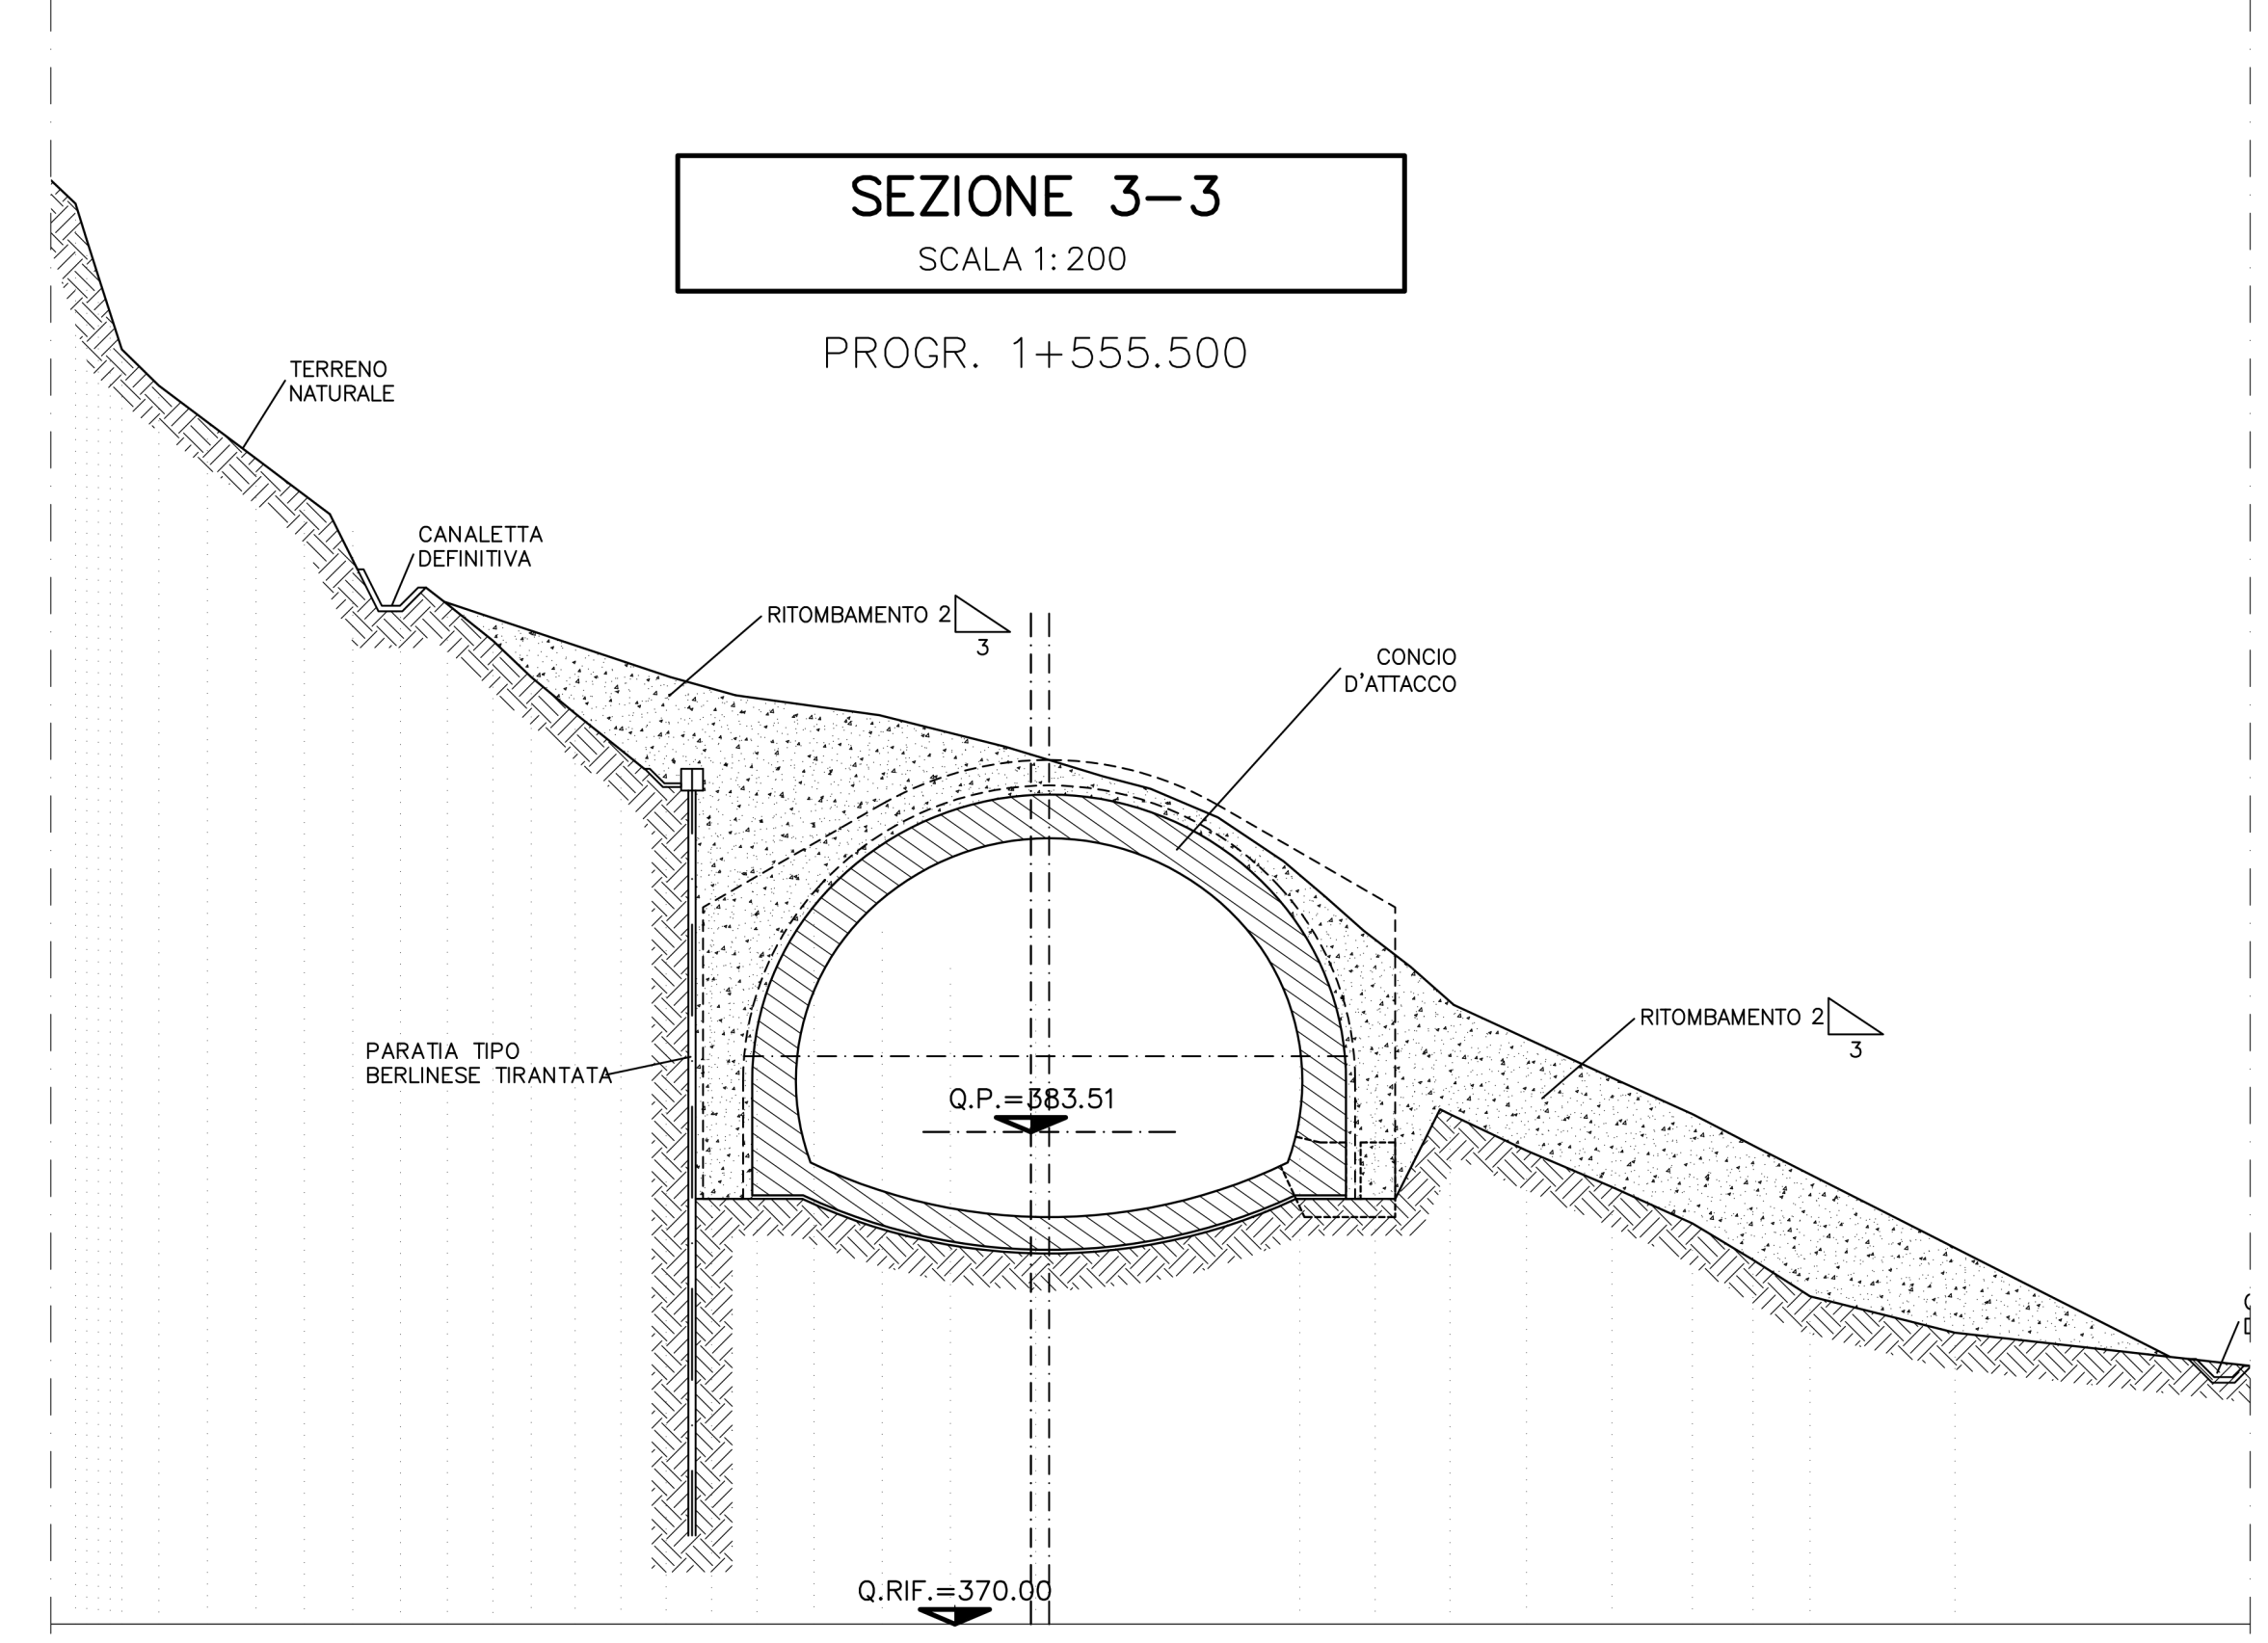 SEZIONE 3-3
SCALA 1:200
PROGR. 1+555.500
TERRENO
NATURALE
CANALETTA
DEFINITIVA
RITOMBAMENTO 2
3
CONCIO
D'ATTACCO
RITOMBAMENTO 2
3
PARATIA TIPO
BERLINESE TIRANTATA
Q.P.=383.51
Q.RIF.=370.00